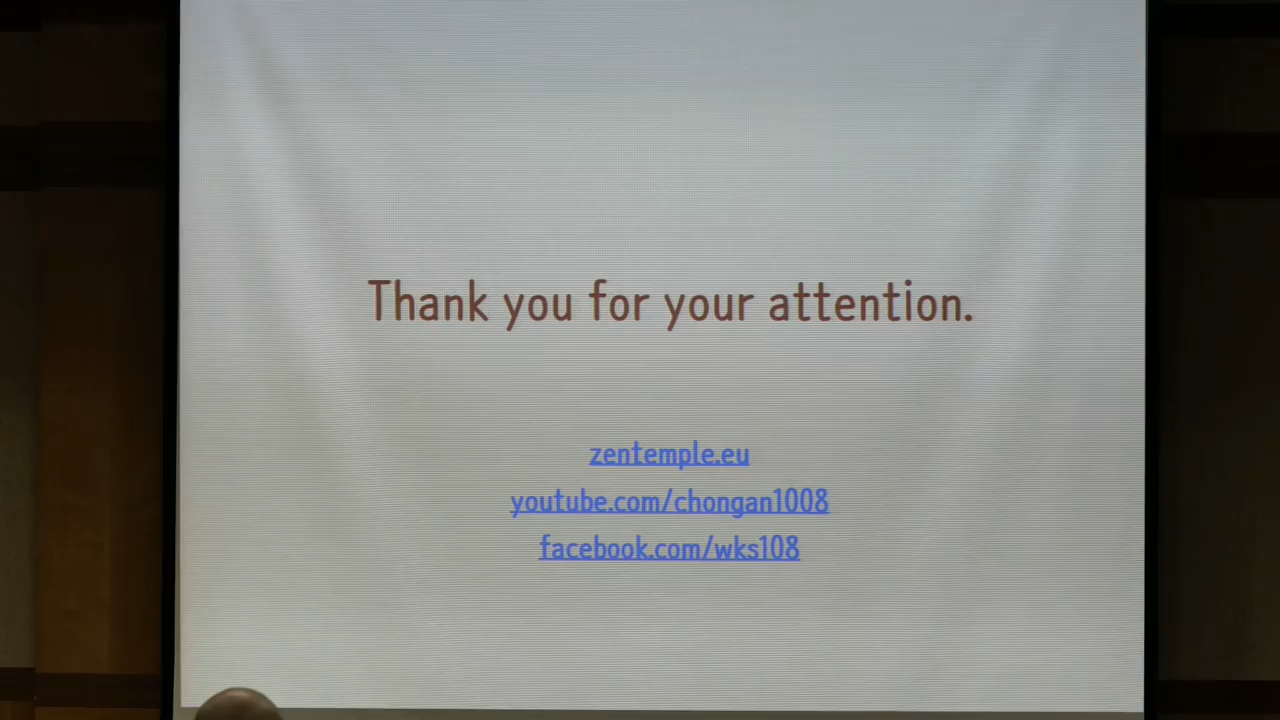 Thank you for your attention.
zentemple.eu
youtube.com/chongan1008
facebook.com/wks108